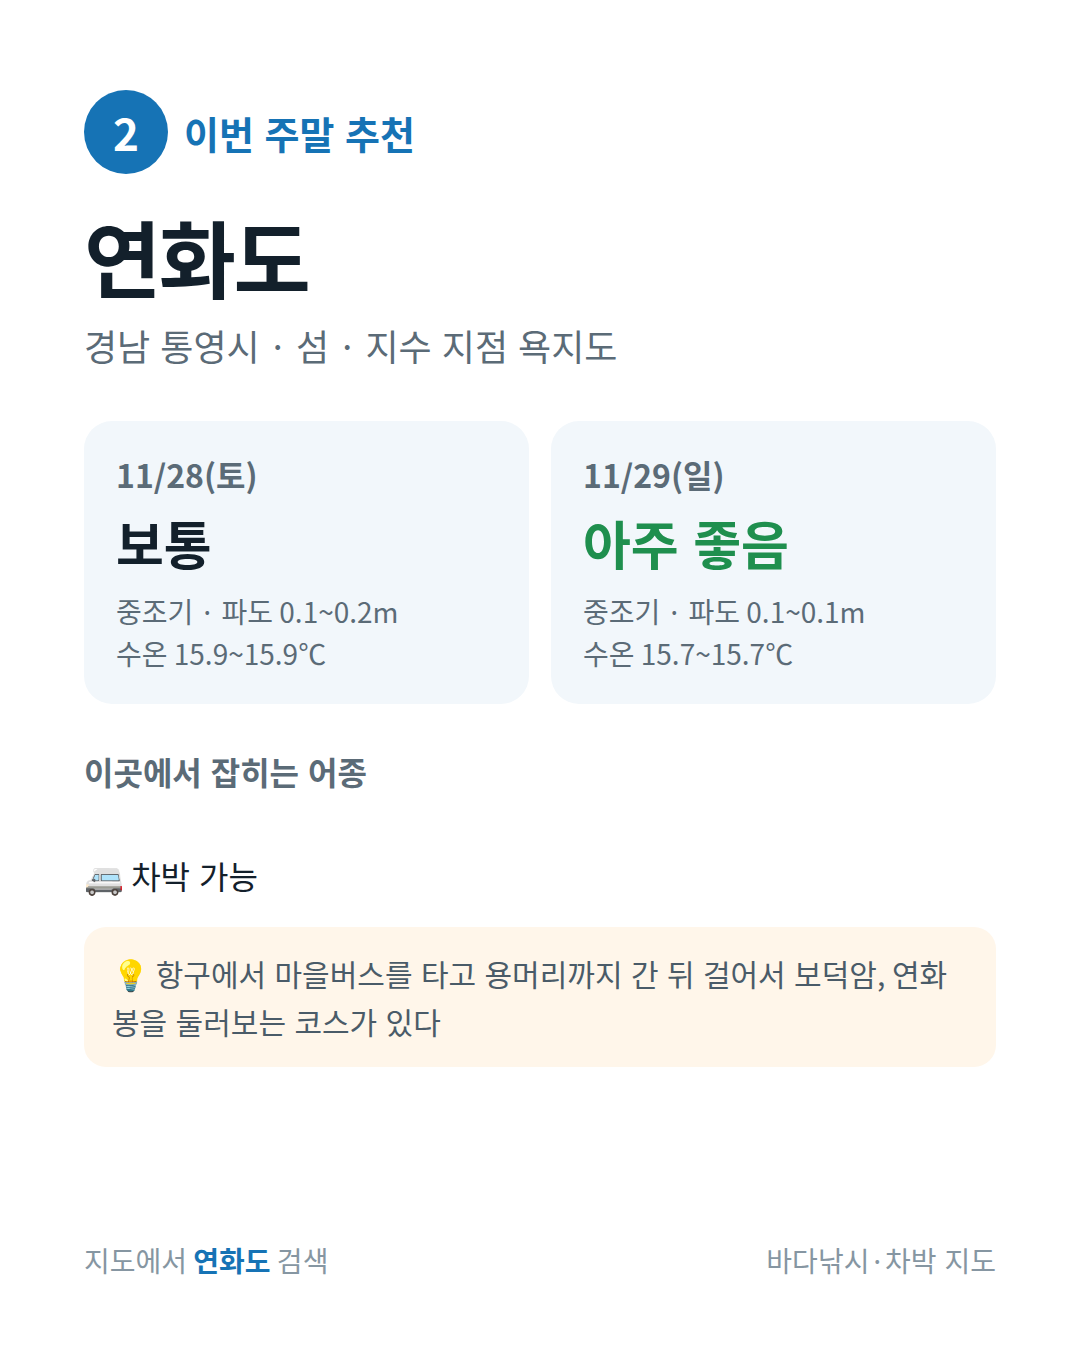 2 이번 주말 추천
연화도
경남 통영시 · 섬 · 지수 지점 욕지도
11/28(토)
보통
중조기 · 파도 0.1~0.2m
수온 15.9~15.9℃
11/29(일)
아주 좋음
중조기 · 파도 0.1~0.1m
수온 15.7~15.7℃
이곳에서 잡히는 어종
🚐 차박 가능
💡 항구에서 마을버스를 타고 용머리까지 간 뒤 걸어서 보덕암, 연화
봉을 둘러보는 코스가 있다
지도에서 연화도 검색
바다낚시·차박 지도